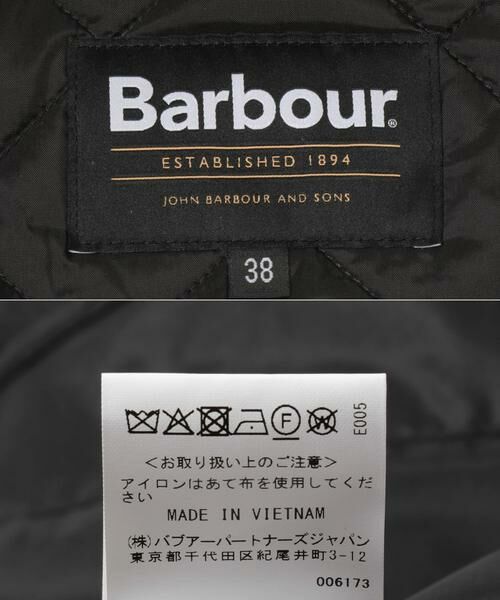 Barbour®
ESTABLISHED 1894
JOHN BARBOUR AND SONS
38
F W E005
<お取り扱い上のご注意>
アイロンはあて布を使用してくだ
さい
MADE IN VIETNAM
(株)バブアーパートナーズジャパン
東京都千代田区紀尾井町3-12
006173